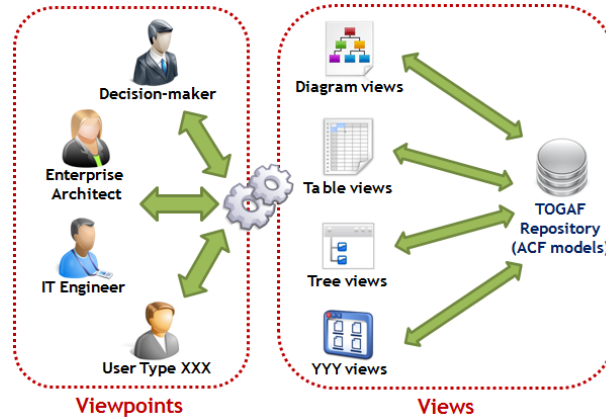 Decision-maker
Enterprise
Architect
IT Engineer
User Type XXX
Viewpoints
Diagram views
Table views
Tree views
YYY views
TOGAF
Repository
(ACF models)
Views